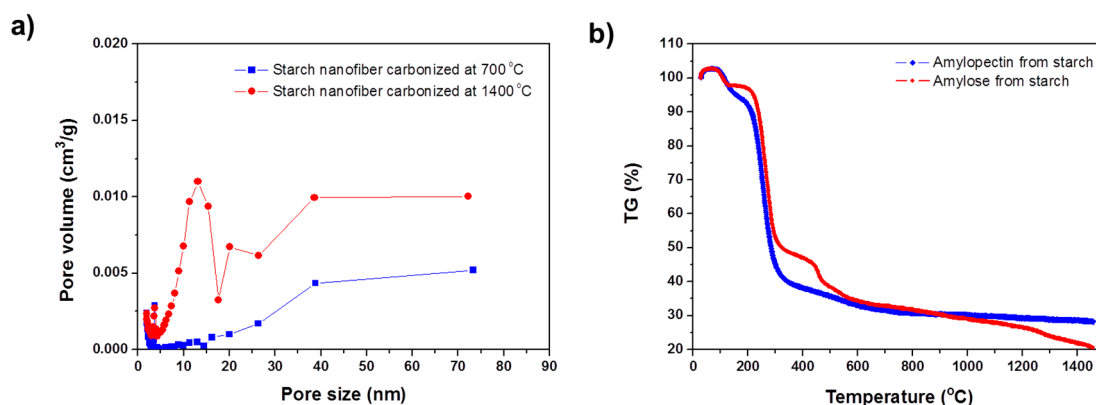 a)
0.020
0.015
0.010
0.005
0.000
Pore volume (cm³/g)
Starch nanofiber carbonized at 700 °C
Starch nanofiber carbonized at 1400 °C
0 10 20 30 40 50 60 70 80 90
Pore size (nm)
b)
110
100
90
80
70
60
50
40
30
20
TG (%)
Amylopectin from starch
Amylose from starch
0 200 400 600 800 1000 1200 1400
Temperature (°C)